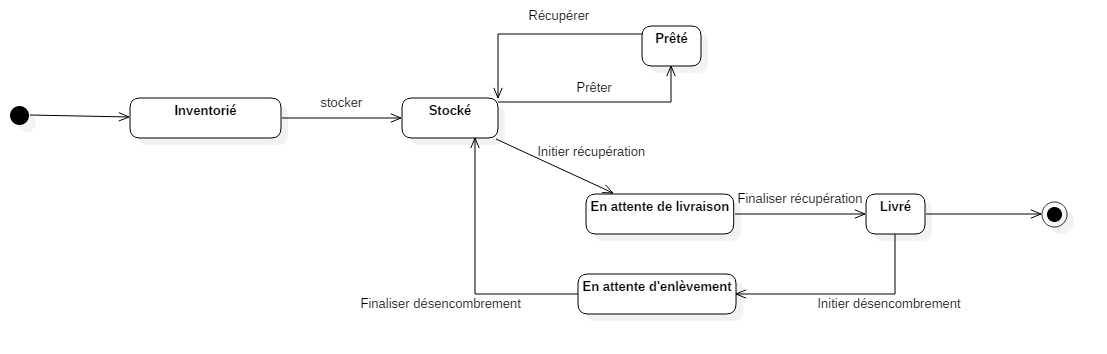 Récupérer
Prêté
Prêter
stocker
Inventorié
Stocké
Initier récupération
En attente de livraison
Finaliser récupération
Livré
En attente d'enlèvement
Finaliser désencombrement
Initier désencombrement